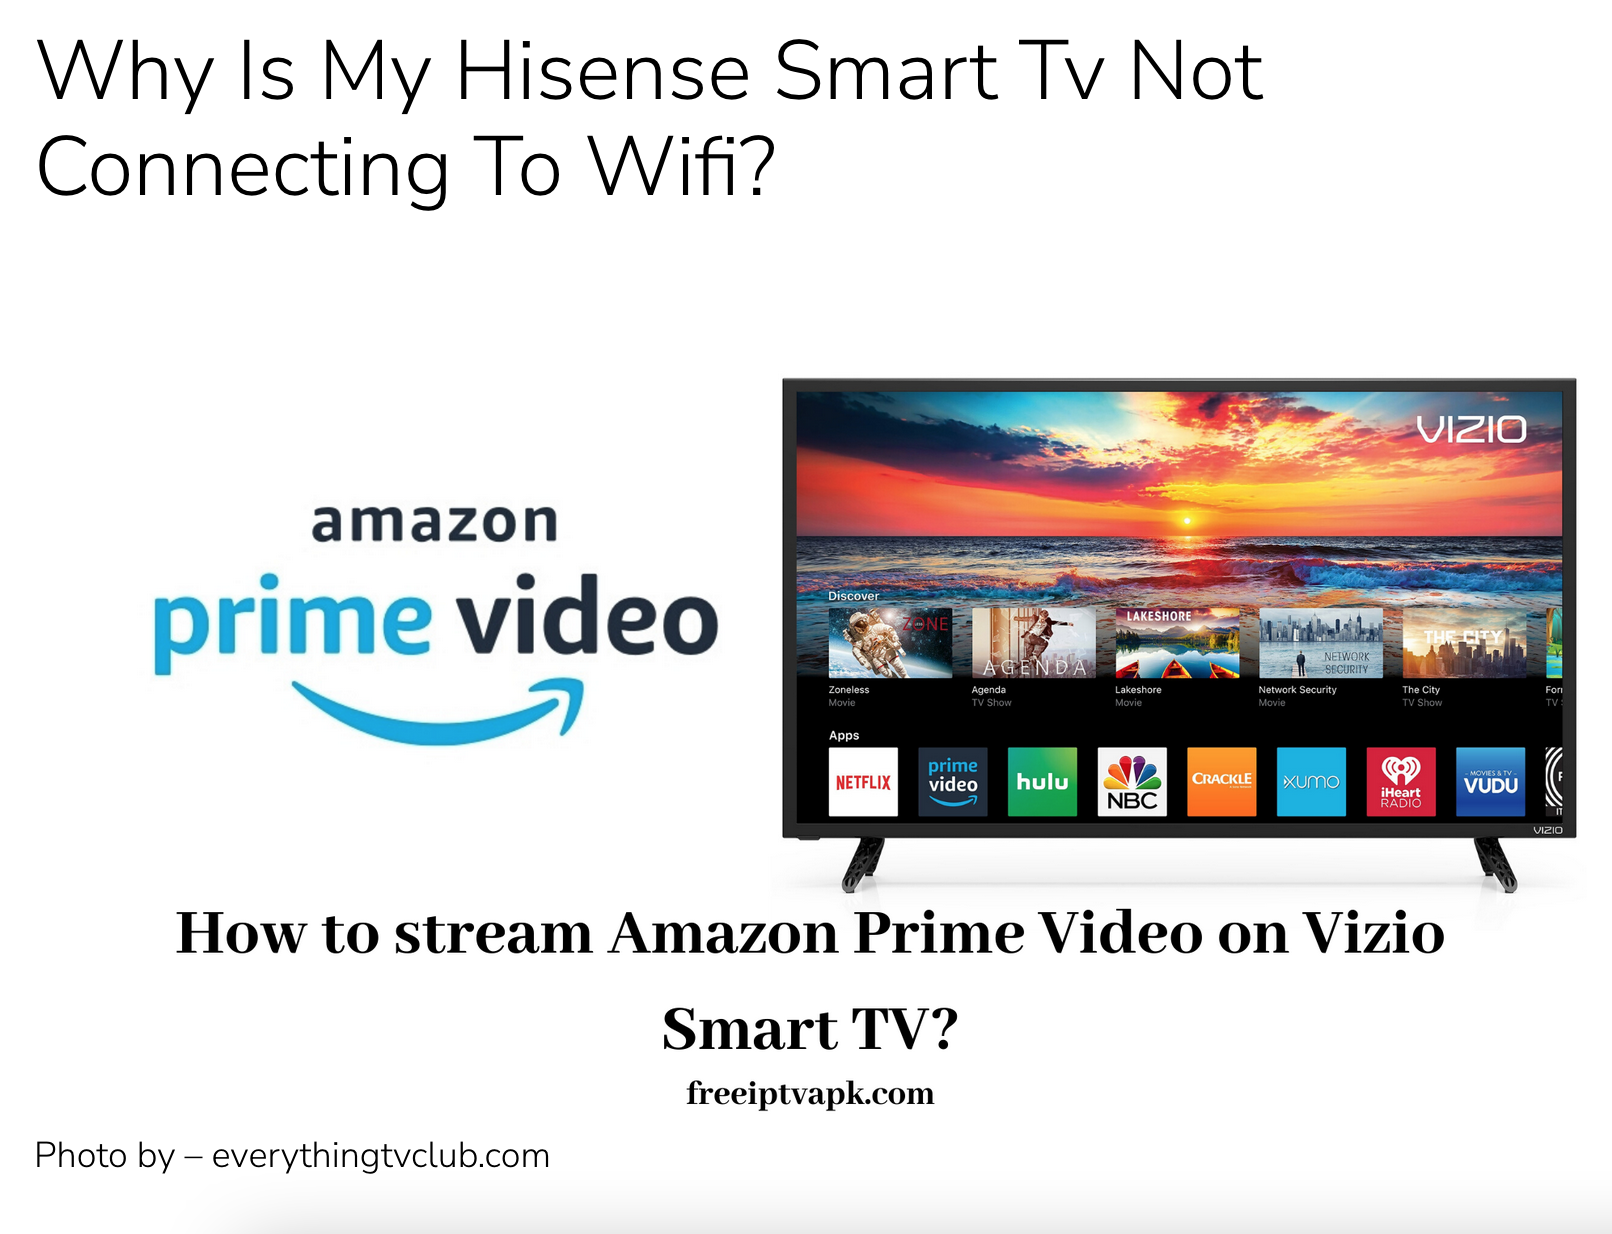 Why Is My Hisense Smart Tv Not
Connecting To Wifi?
amazon
prime video
VIZIO
Discover
ZONE
AGENDA
LAKESHORE
NETWORK
SECURITY
THE CITY
Zoneless
Movie
Agenda
TV Show
Lakeshore
Movie
Network Security
Movie
The City
TV Show
TV
Apps
NETFLIX
prime
video
hulu
NBC
CRACKLE
xumo
iHeart
RADIO
MOVIES & TV
VUDU
VIZIO
How to stream Amazon Prime Video on Vizio
Smart TV?
freeiptvapk.com
Photo by – everythingtvclub.com